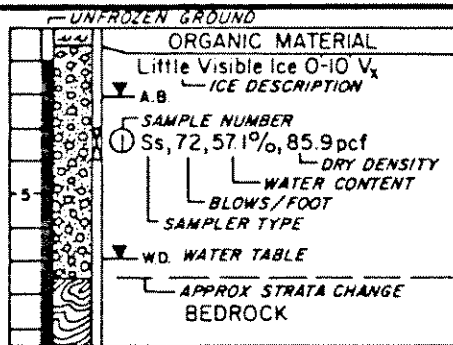 UNFROZEN GROUND
ORGANIC MATERIAL
Little Visible Ice 0-10' Vx
ICE DESCRIPTION
A.B.
SAMPLE NUMBER
1 Ss, 72, 57.1%, 85.9 pcf
DRY DENSITY
WATER CONTENT
5
BLOWS/FOOT
SAMPLER TYPE
W.D. WATER TABLE
APPROX STRATA CHANGE
BEDROCK